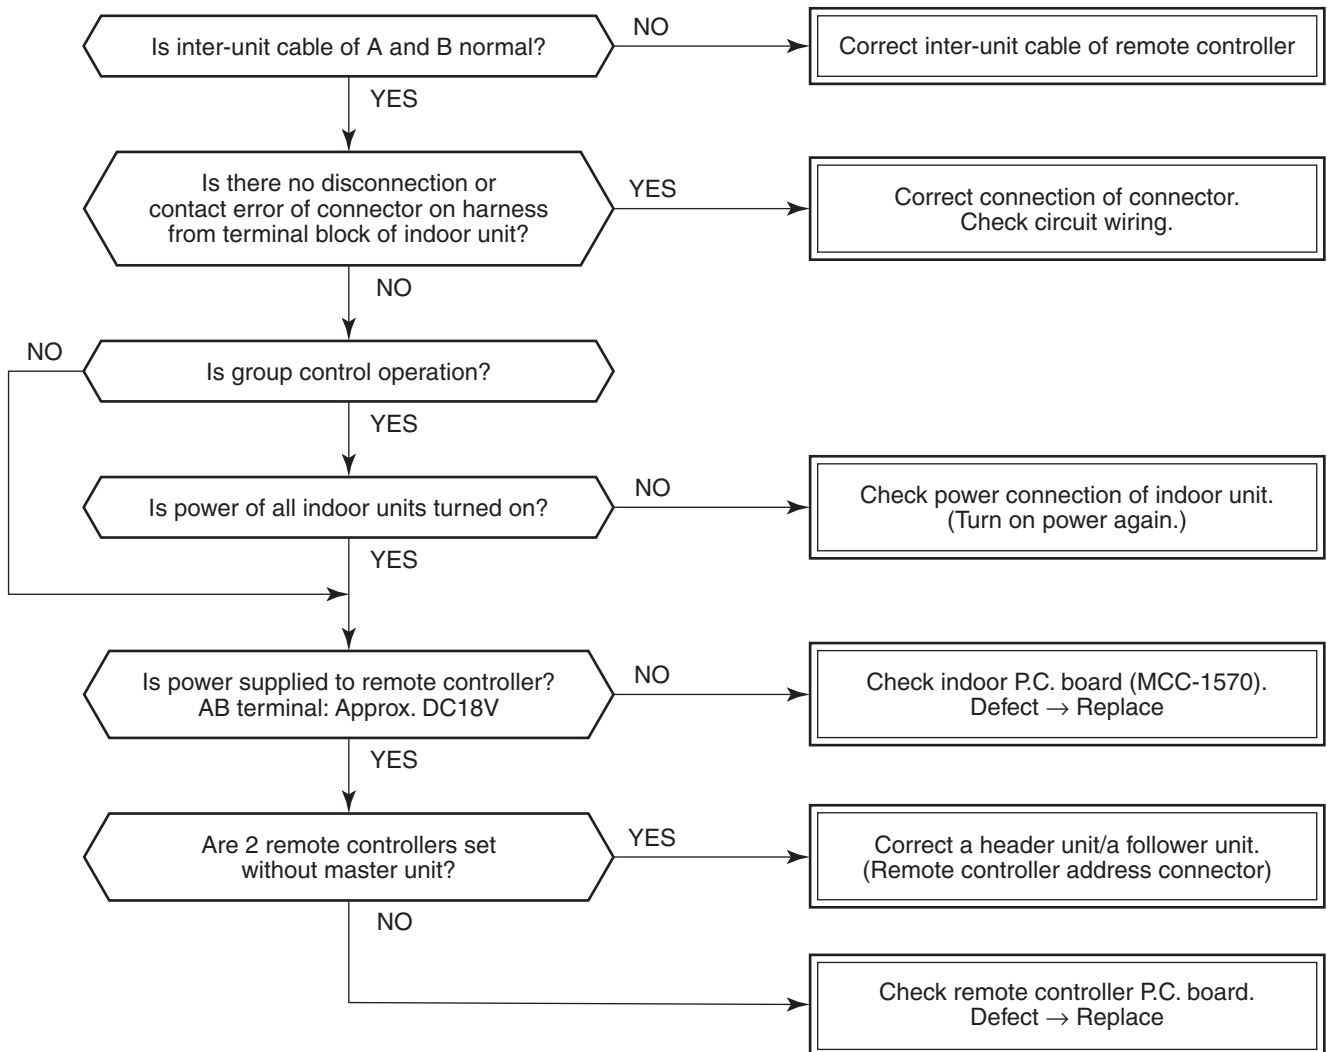 Is inter-unit cable of A and B normal?
NO
Correct inter-unit cable of remote controller
YES
Is there no disconnection or
contact error of connector on harness
from terminal block of indoor unit?
YES
Correct connection of connector.
Check circuit wiring.
NO
NO
Is group control operation?
YES
Is power of all indoor units turned on?
NO
Check power connection of indoor unit.
(Turn on power again.)
YES
Is power supplied to remote controller?
AB terminal: Approx. DC18V
NO
Check indoor P.C. board (MCC-1570).
Defect → Replace
YES
Are 2 remote controllers set
without master unit?
YES
Correct a header unit/a follower unit.
(Remote controller address connector)
NO
Check remote controller P.C. board.
Defect → Replace